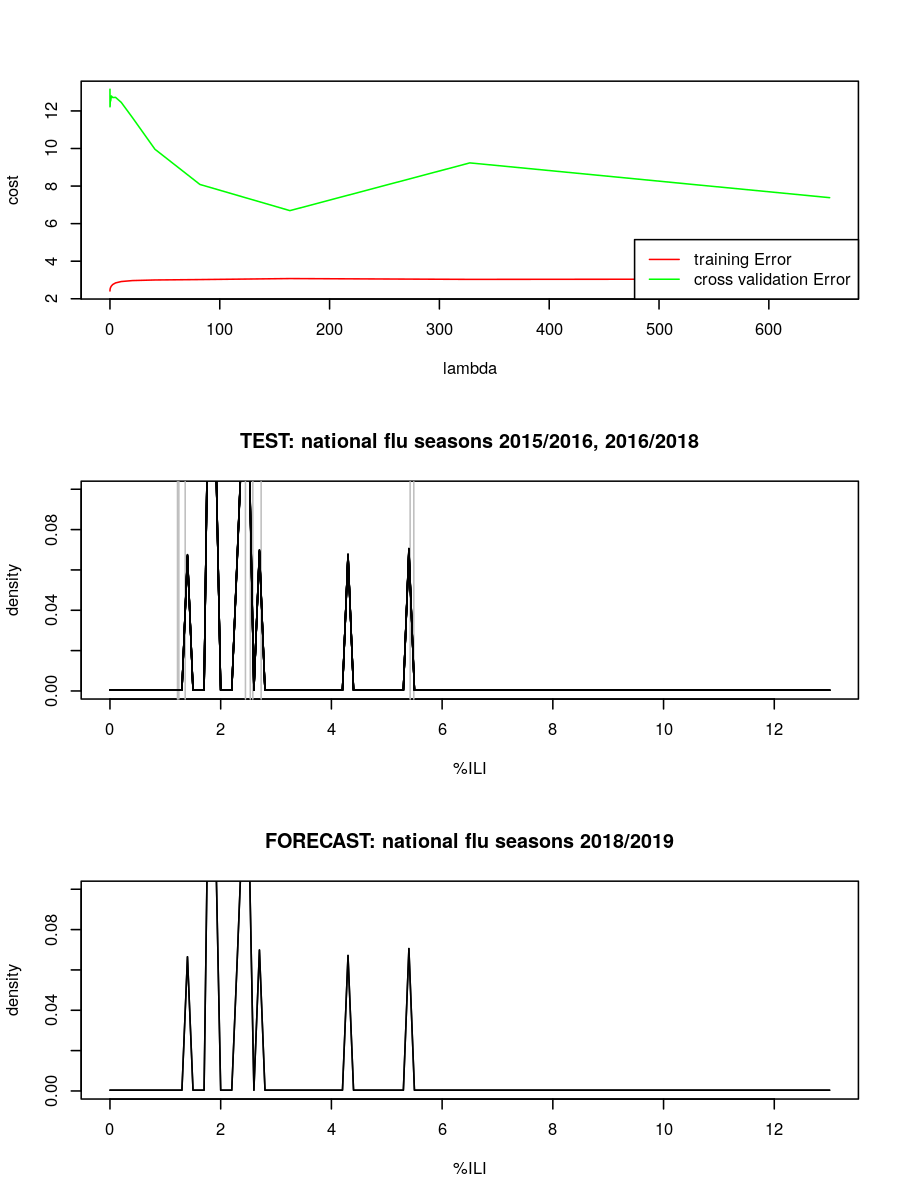 12
10
8
6
4
2
cost
training Error
cross validation Error
0 100 200 300 400 500 600
lambda
TEST: national flu seasons 2015/2016, 2016/2018
0.08
0.04
0.00
density
0 2 4 6 8 10 12
%ILI
FORECAST: national flu seasons 2018/2019
0.08
0.04
0.00
density
0 2 4 6 8 10 12
%ILI